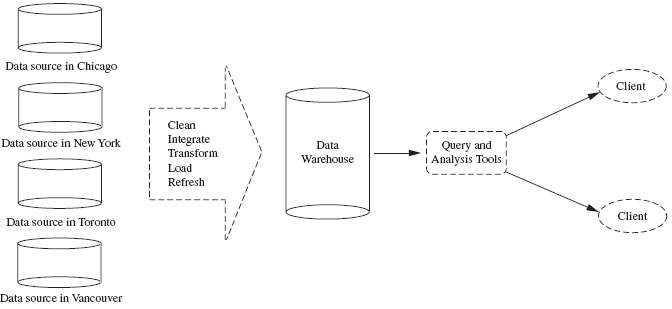 Data source in Chicago
Data source in New York
Data source in Toronto
Data source in Vancouver
Clean
Integrate
Transform
Load
Refresh
Data
Warehouse
Query and
Analysis Tools
Client
Client